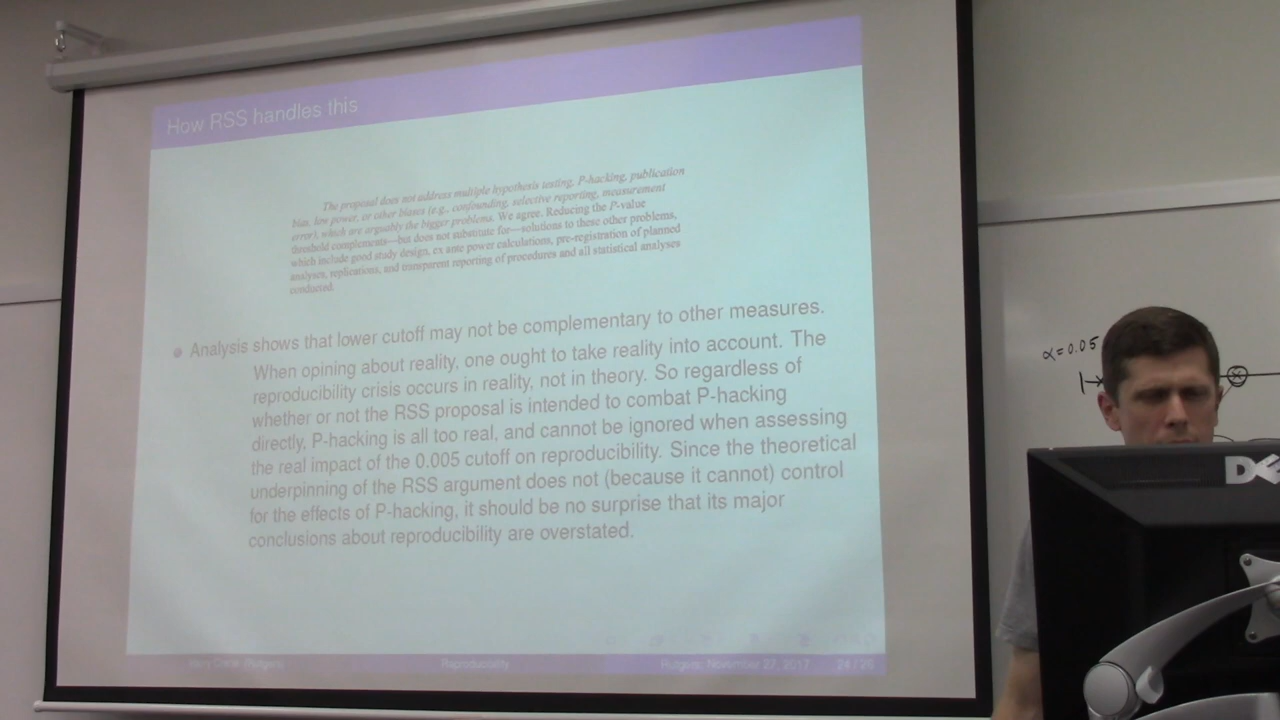 How RSS handles this
The proposal does not address multiple hypothesis testing, P-hacking, publication
bias, low power, or other biases (e.g., confounding, selective reporting, measurement
error), which are arguably the bigger problems. We agree. Reducing the P-value
threshold complements—but does not substitute for—solutions to these other problems,
which include good study design, ex ante power calculations, pre-registration of planned
analyses, replications, and transparent reporting of procedures and all statistical analyses
conducted.
Analysis shows that lower cutoff may not be complementary to other measures.
When opining about reality, one ought to take reality into account. The
reproducibility crisis occurs in reality, not in theory. So regardless of
whether or not the RSS proposal is intended to combat P-hacking
directly, P-hacking is all too real, and cannot be ignored when assessing
the real impact of the 0.005 cutoff on reproducibility. Since the theoretical
underpinning of the RSS argument does not (because it cannot) control
for the effects of P-hacking, it should be no surprise that its major
conclusions about reproducibility are overstated.
(Rutgers) Reproducibility Rutgers: November 27, 2017 24 / 26
α=0.05
DE